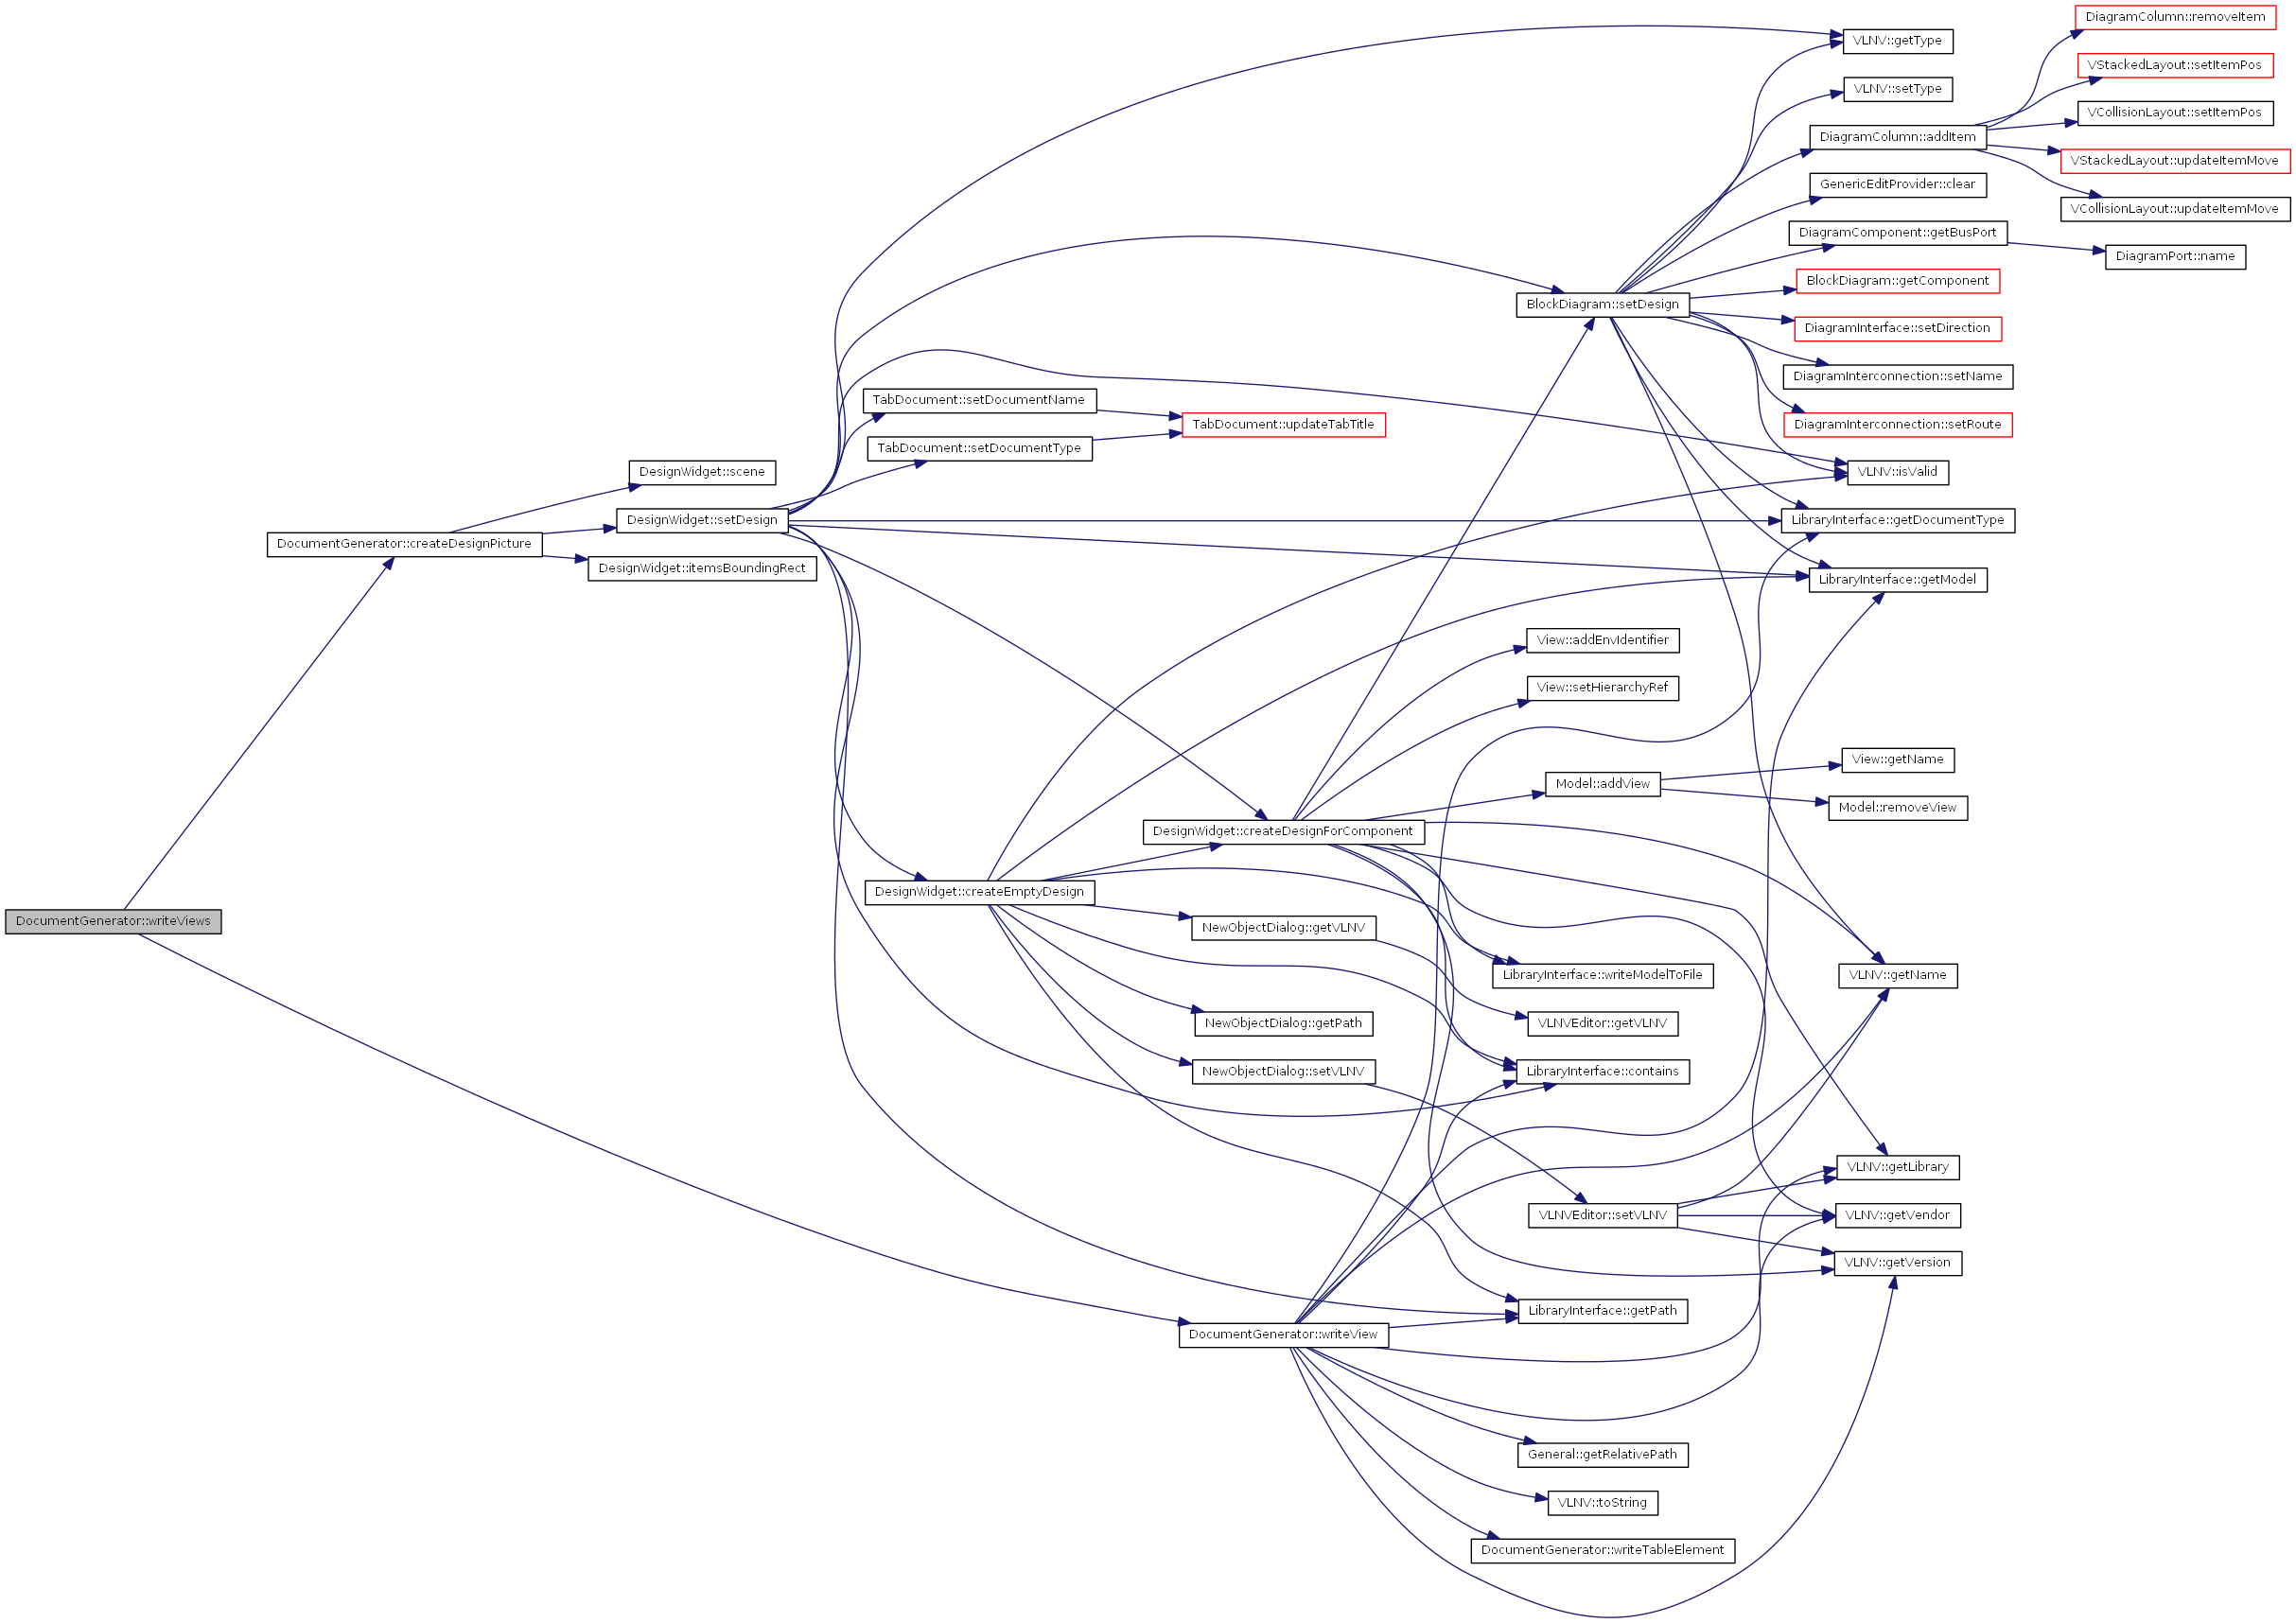 DocumentGenerator::writeViews
DocumentGenerator::createDesignPicture
DesignWidget::scene
DesignWidget::setDesign
DesignWidget::itemsBoundingRect
TabDocument::setDocumentName
TabDocument::setDocumentType
TabDocument::updateTabTitle
DesignWidget::createEmptyDesign
DesignWidget::createDesignForComponent
NewObjectDialog::getVLNV
NewObjectDialog::getPath
NewObjectDialog::setVLNV
DocumentGenerator::writeView
BlockDiagram::setDesign
View::addEnvIdentifier
View::setHierarchyRef
Model::addView
LibraryInterface::writeModelToFile
VLNVEditor::getVLNV
LibraryInterface::contains
VLNVEditor::setVLNV
LibraryInterface::getPath
General::getRelativePath
VLNV::toString
DocumentGenerator::writeTableElement
VLNV::getType
VLNV::setType
DiagramColumn::addItem
GenericEditProvider::clear
DiagramComponent::getBusPort
BlockDiagram::getComponent
DiagramInterface::setDirection
DiagramInterconnection::setName
DiagramInterconnection::setRoute
VLNV::isValid
LibraryInterface::getDocumentType
LibraryInterface::getModel
View::getName
Model::removeView
VLNV::getName
VLNV::getLibrary
VLNV::getVendor
VLNV::getVersion
DiagramColumn::removeItem
VStackedLayout::setItemPos
VCollisionLayout::setItemPos
VStackedLayout::updateItemMove
VCollisionLayout::updateItemMove
DiagramPort::name